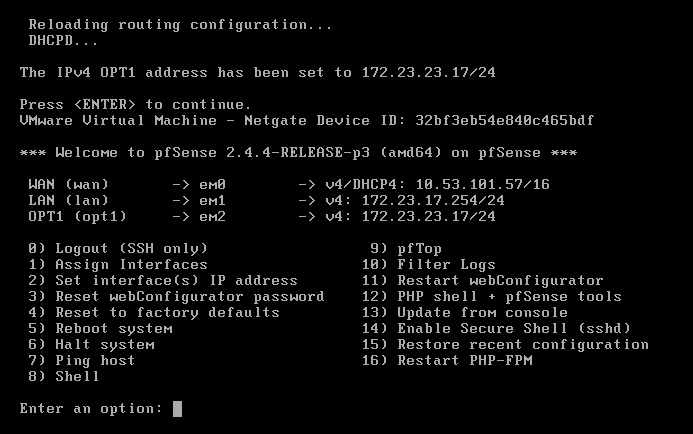 Reloading routing configuration...
DHCPD...
The IPv4 OPT1 address has been set to 172.23.23.17/24
Press <ENTER> to continue.
VMware Virtual Machine - Netgate Device ID: 32bf3eb54e840c465bdf
*** Welcome to pfSense 2.4.4-RELEASE-p3 (amd64) on pfSense ***
WAN (wan)       -> em0        -> v4/DHCP4: 10.53.101.57/16
LAN (lan)       -> em1        -> v4: 172.23.17.254/24
OPT1 (opt1)     -> em2        -> v4: 172.23.23.17/24
0) Logout (SSH only)                  9) pfTop
1) Assign Interfaces                 10) Filter Logs
2) Set interface(s) IP address       11) Restart webConfigurator
3) Reset webConfigurator password    12) PHP shell + pfSense tools
4) Reset to factory defaults         13) Update from console
5) Reboot system                     14) Enable Secure Shell (sshd)
6) Halt system                       15) Restore recent configuration
7) Ping host                         16) Restart PHP-FPM
8) Shell
Enter an option: